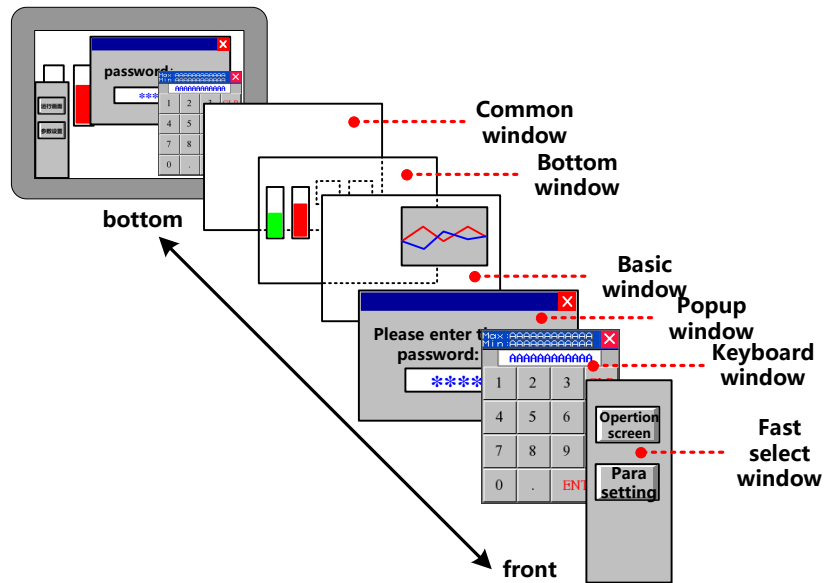 password:
Max:AAAAAAAAAAAA
Min:AAAAAAAAAAAA
AAAAAAAAAAAA
***
1 2 3 CLR
4 5
7 8
0 .
运行画面
参数设置
Common
window
Bottom
window
bottom
Basic
window
Popup
window
Please enter
password:
****
Max:AAAAAAAAAAAA
Min:AAAAAAAAAAAA
AAAAAAAAAAAA
Keyboard
window
1 2 3
4 5 6
7 8 9
0 . ENT
Opertion
screen
Para
setting
Fast
select
window
front